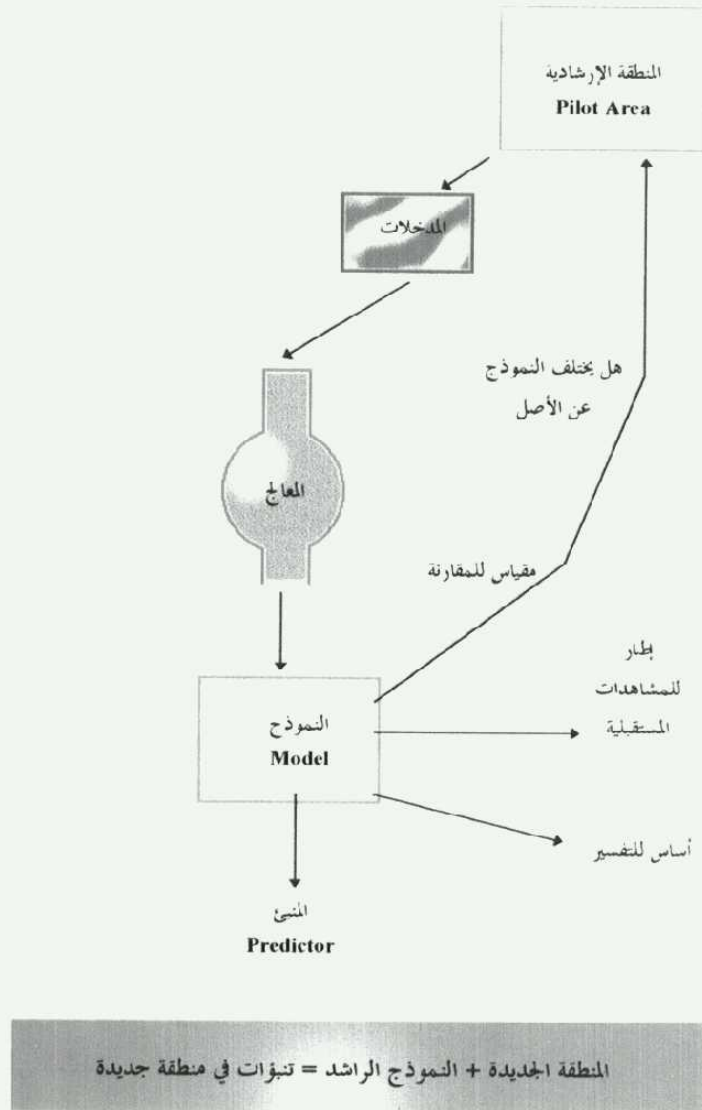 المنطقة الإرشادية
Pilot Area
المدخلات
هل يختلف النموذج
عن الأصل
المعالج
مقياس للمقارنة
إطار
للمشاهدات
المستقبلية
النموذج
Model
أساس للتفسير
المنبئ
Predictor
المنطقة الجديدة + النموذج الراشد = تنبؤات في منطقة جديدة